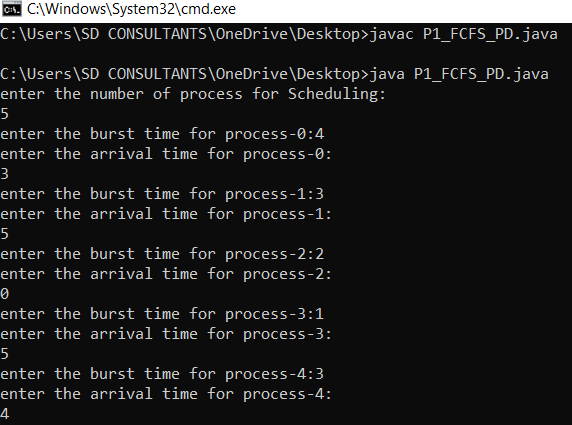 C:\Windows\System32\cmd.exe
C:\Users\SD CONSULTANTS\OneDrive\Desktop>javac P1_FCFS_PD.java
C:\Users\SD CONSULTANTS\OneDrive\Desktop>java P1_FCFS_PD.java
enter the number of process for Scheduling:
5
enter the burst time for process-0:4
enter the arrival time for process-0:
3
enter the burst time for process-1:3
enter the arrival time for process-1:
5
enter the burst time for process-2:2
enter the arrival time for process-2:
0
enter the burst time for process-3:1
enter the arrival time for process-3:
5
enter the burst time for process-4:3
enter the arrival time for process-4:
4